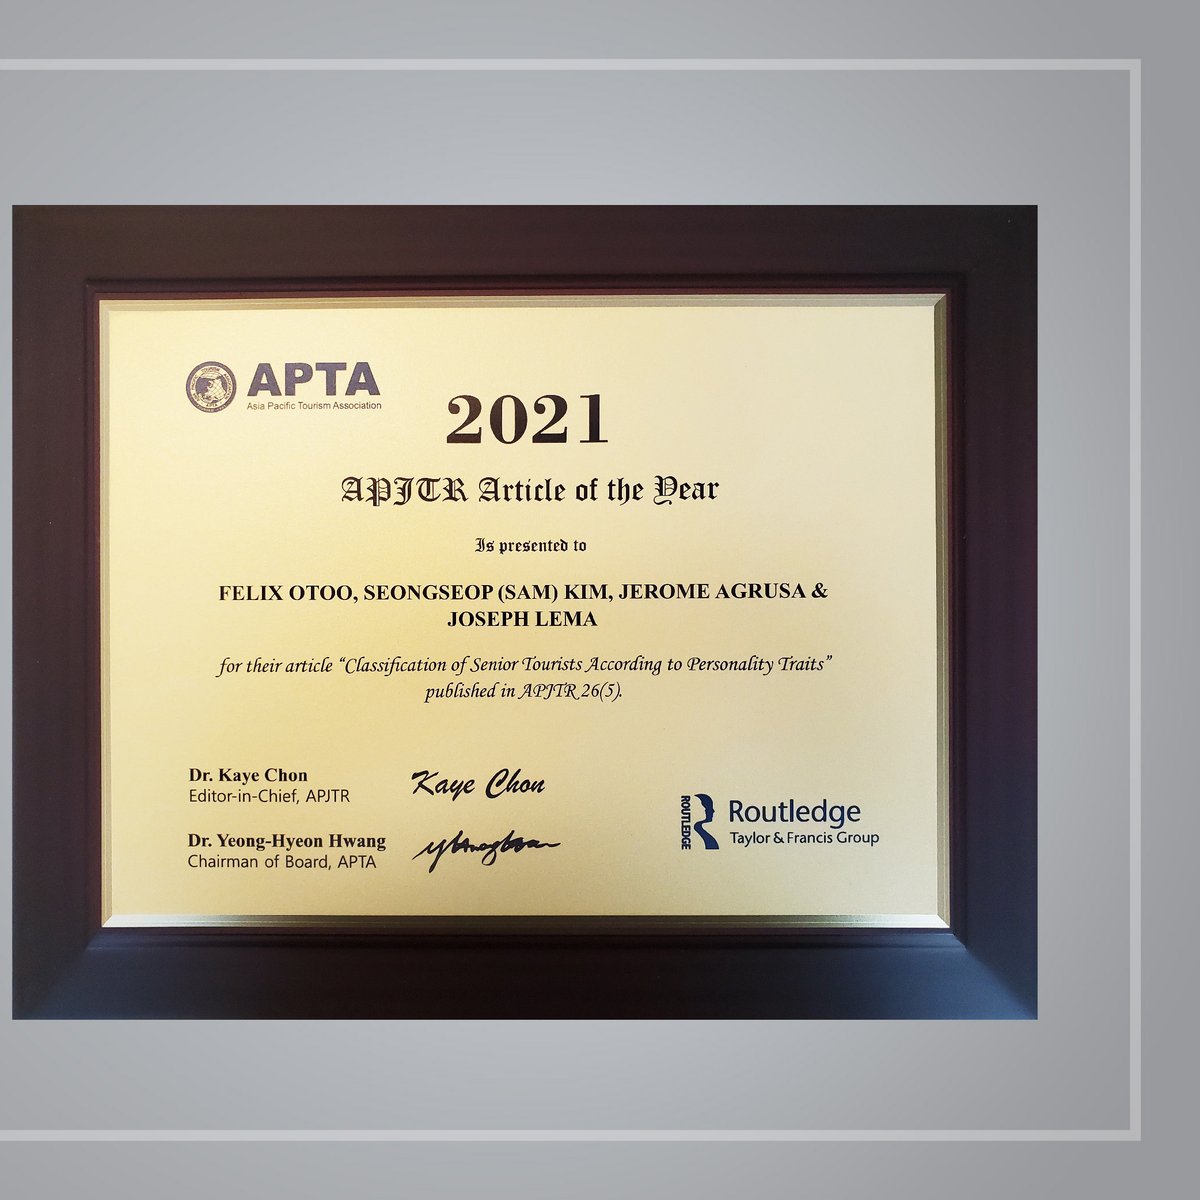 APTA
Asia Pacific Tourism Association
2021
APJTR Article of the Year
Is presented to
FELIX OTOO, SEONGSEOP (SAM) KIM, JEROME AGRUSA &
JOSEPH LEMA
for their article “Classification of Senior Tourists According to Personality Traits”
published in APJTR 26(5).
Dr. Kaye Chon
Editor-in-Chief, APJTR
Kaye Chon
Dr. Yeong-Hyeon Hwang
Chairman of Board, APTA
ROUTLEDGE
Routledge
Taylor & Francis Group